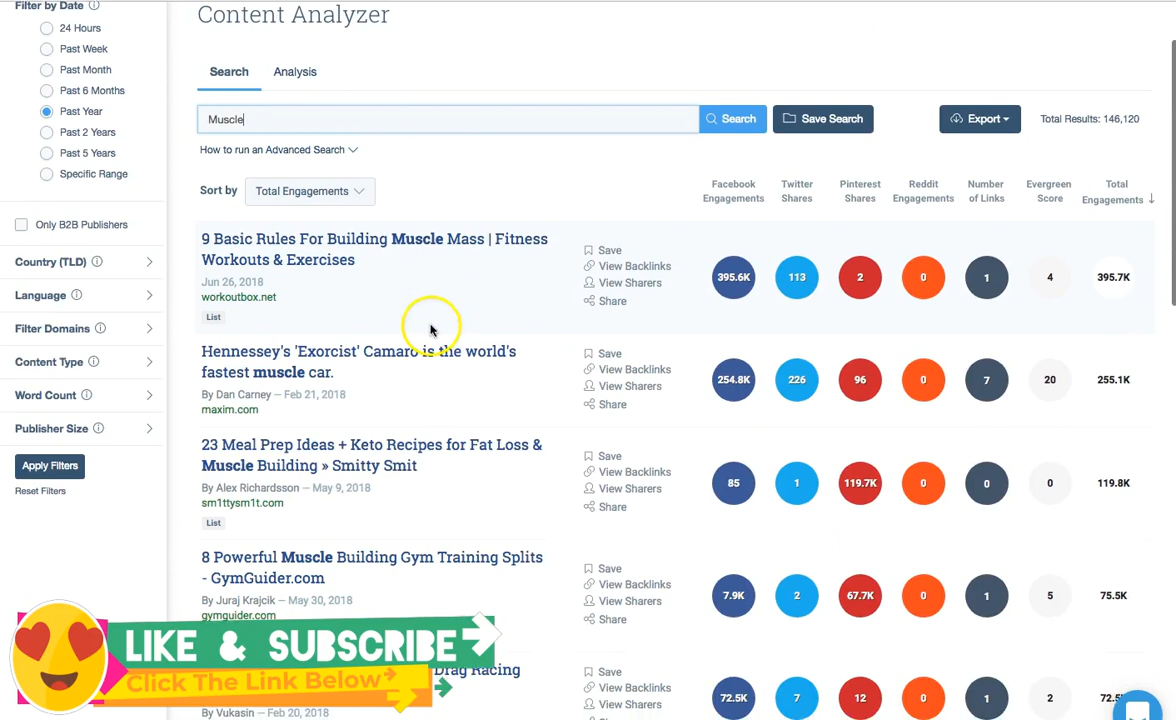 Filter by Date
24 Hours
Past Week
Past Month
Past 6 Months
Past Year
Past 2 Years
Past 5 Years
Specific Range
Only B2B Publishers
Country (TLD)
Language
Filter Domains
Content Type
Word Count
Publisher Size
Apply Filters
Reset Filters
Content Analyzer
Search Analysis
Muscle Search Save Search Export Total Results: 146,120
How to run an Advanced Search
Sort by Total Engagements
Facebook Engagements
Twitter Shares
Pinterest Shares
Reddit Engagements
Number of Links
Evergreen Score
Total Engagements
9 Basic Rules For Building Muscle Mass | Fitness
Workouts & Exercises
Jun 26, 2018
workoutbox.net
List
Save
View Backlinks
View Sharers
Share
395.6K 113 2 0 1 4 395.7K
Hennessey's 'Exorcist' Camaro is the world's
fastest muscle car.
By Dan Carney — Feb 21, 2018
maxim.com
Save
View Backlinks
View Sharers
Share
254.8K 226 96 0 7 20 255.1K
23 Meal Prep Ideas + Keto Recipes for Fat Loss &
Muscle Building » Smitty Smit
By Alex Richardsson — May 9, 2018
sm1ttysm1t.com
List
Save
View Backlinks
View Sharers
Share
85 1 119.7K 0 0 0 119.8K
8 Powerful Muscle Building Gym Training Splits
- GymGuider.com
By Juraj Krajcik — May 30, 2018
gymguider.com
Save
View Backlinks
View Sharers
Share
7.9K 2 67.7K 0 1 5 75.5K
Drag Racing
By Vukasin — Feb 20, 2018
Save
View Backlinks
View Sharers
72.5K 7 12 0 1 2
LIKE & SUBSCRIBE
Click The Link Below